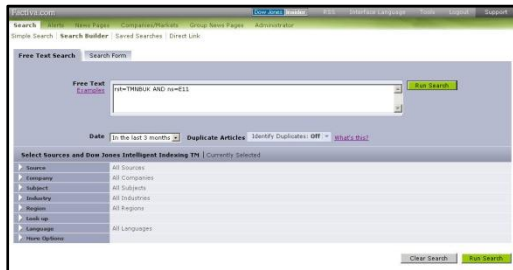 Factiva.com Dow Jones Reader RSS Interface Language Tools Logout Support
Search Alerts News Pages Companies/Markets Group News Pages Administrator
Simple Search | Search Builder | Saved Searches | Direct Link
Free Text Search Search Form
Free Text
Examples
rst=TMNBUK AND ns=E11
Run Search
Date In the last 3 months Duplicate Articles Identify Duplicates: Off What's this?
Select Sources and Dow Jones Intelligent Indexing TM | Currently Selected
Source All Sources
Company All Companies
Subject All Subjects
Industry All Industries
Region All Regions
Look up
Language All Languages
More Options
Clear Search Run Search